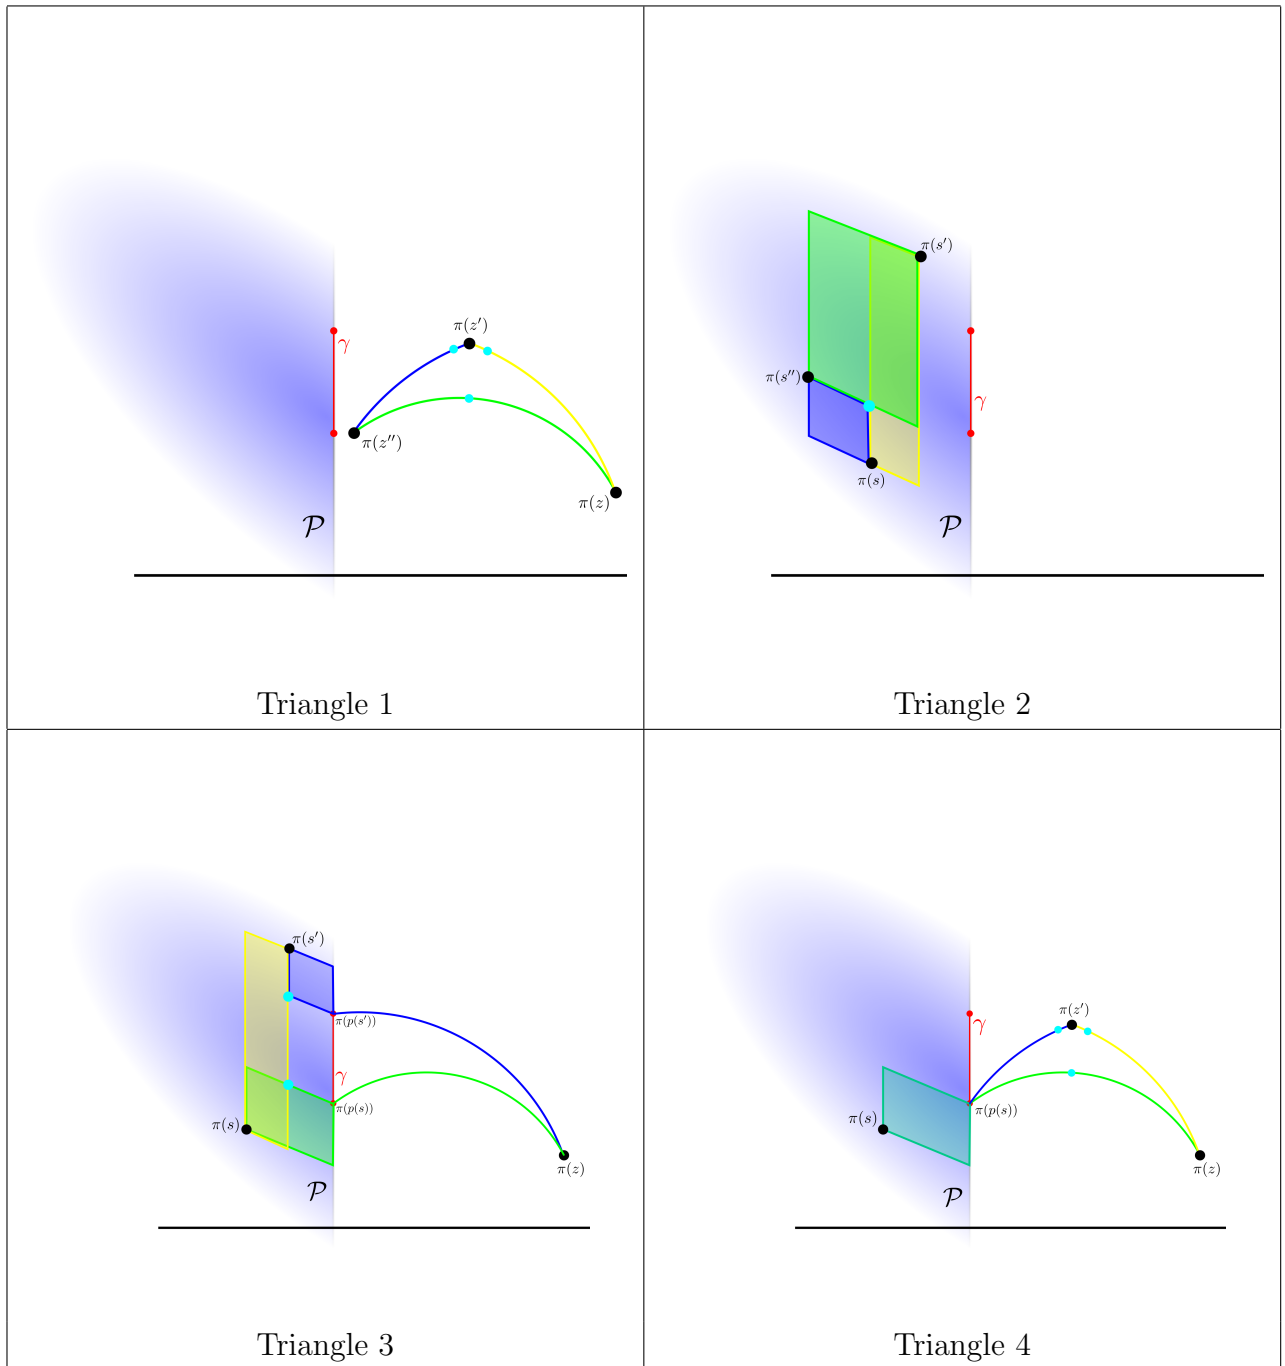 π(z′)
γ
π(z″)
π(z)
𝒫
Triangle 1
π(s′)
π(s″)
γ
π(s)
𝒫
Triangle 2
π(s′)
π(p(s′))
γ
π(p(s))
π(s)
π(z)
𝒫
Triangle 3
π(z′)
γ
π(p(s))
π(s)
π(z)
𝒫
Triangle 4